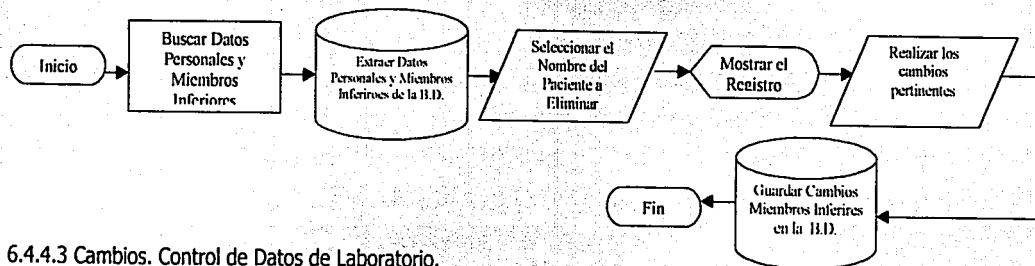 Inicio
Buscar Datos
Personales y
Miembros
Inferiores
Extraer Datos
Personales y Miembros
Inferiroes de la B.D.
Seleccionar el
Nombre del
Paciente a
Eliminar
Mostrar el
Registro
Realizar los
cambios
pertinentes
Guardar Cambios
Miembros Inferires
en la B.D.
Fin
6.4.4.3 Cambios. Control de Datos de Laboratorio.